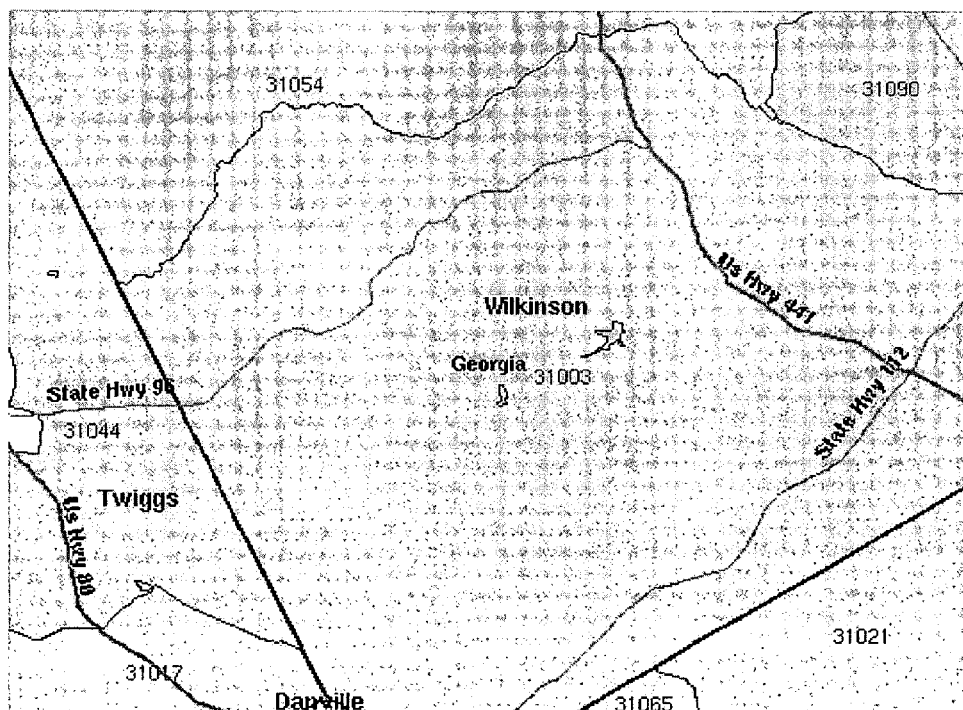 31054
31090
Us Hwy 441
Wilkinson
Georgia
31003
State Hwy 96
State Hwy 112
31044
Twiggs
Us Hwy 80
31017
31021
Danville
31065